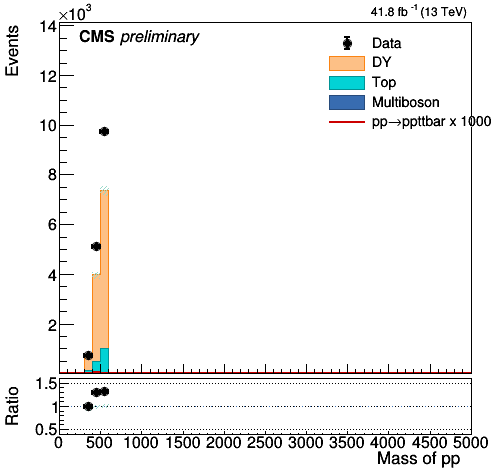 ×10³
41.8 fb⁻¹ (13 TeV)
Events
CMS preliminary
Data
DY
Top
Multiboson
pp→ppttbar x 1000
14
12
10
8
6
4
2
Ratio
1.5
1
0.5
0 500 1000 1500 2000 2500 3000 3500 4000 4500 5000
Mass of pp